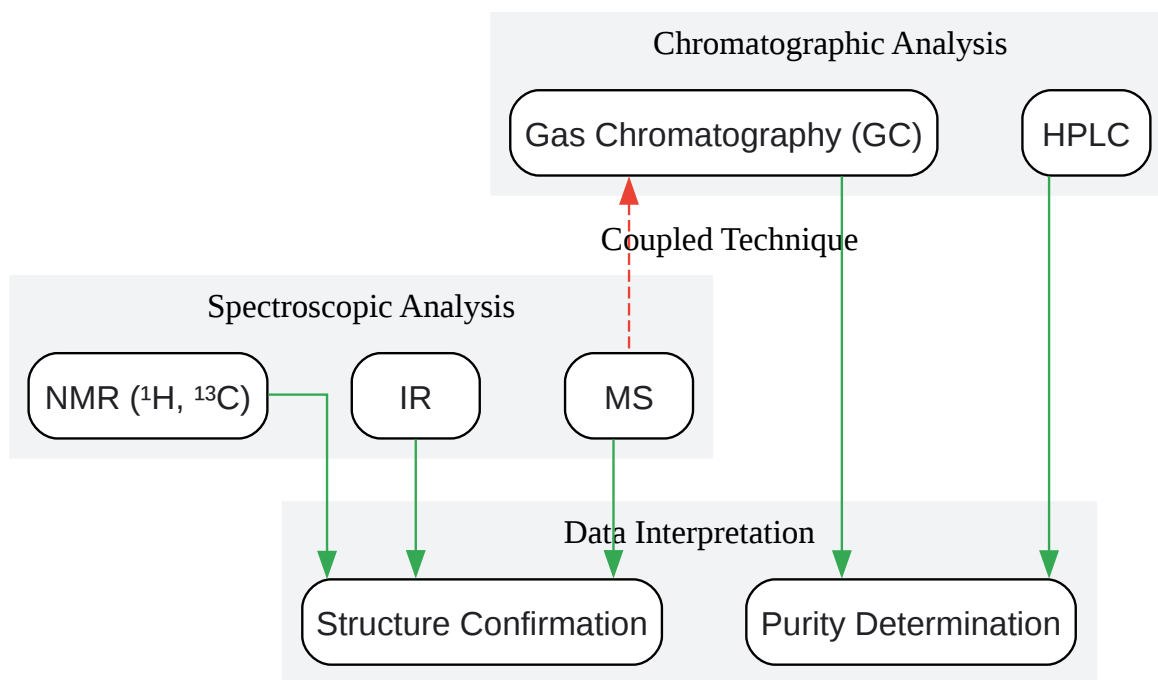 Chromatographic Analysis
Gas Chromatography (GC)
HPLC
Coupled Technique
Spectroscopic Analysis
NMR (¹H, ¹³C)
IR
MS
Data Interpretation
Structure Confirmation
Purity Determination